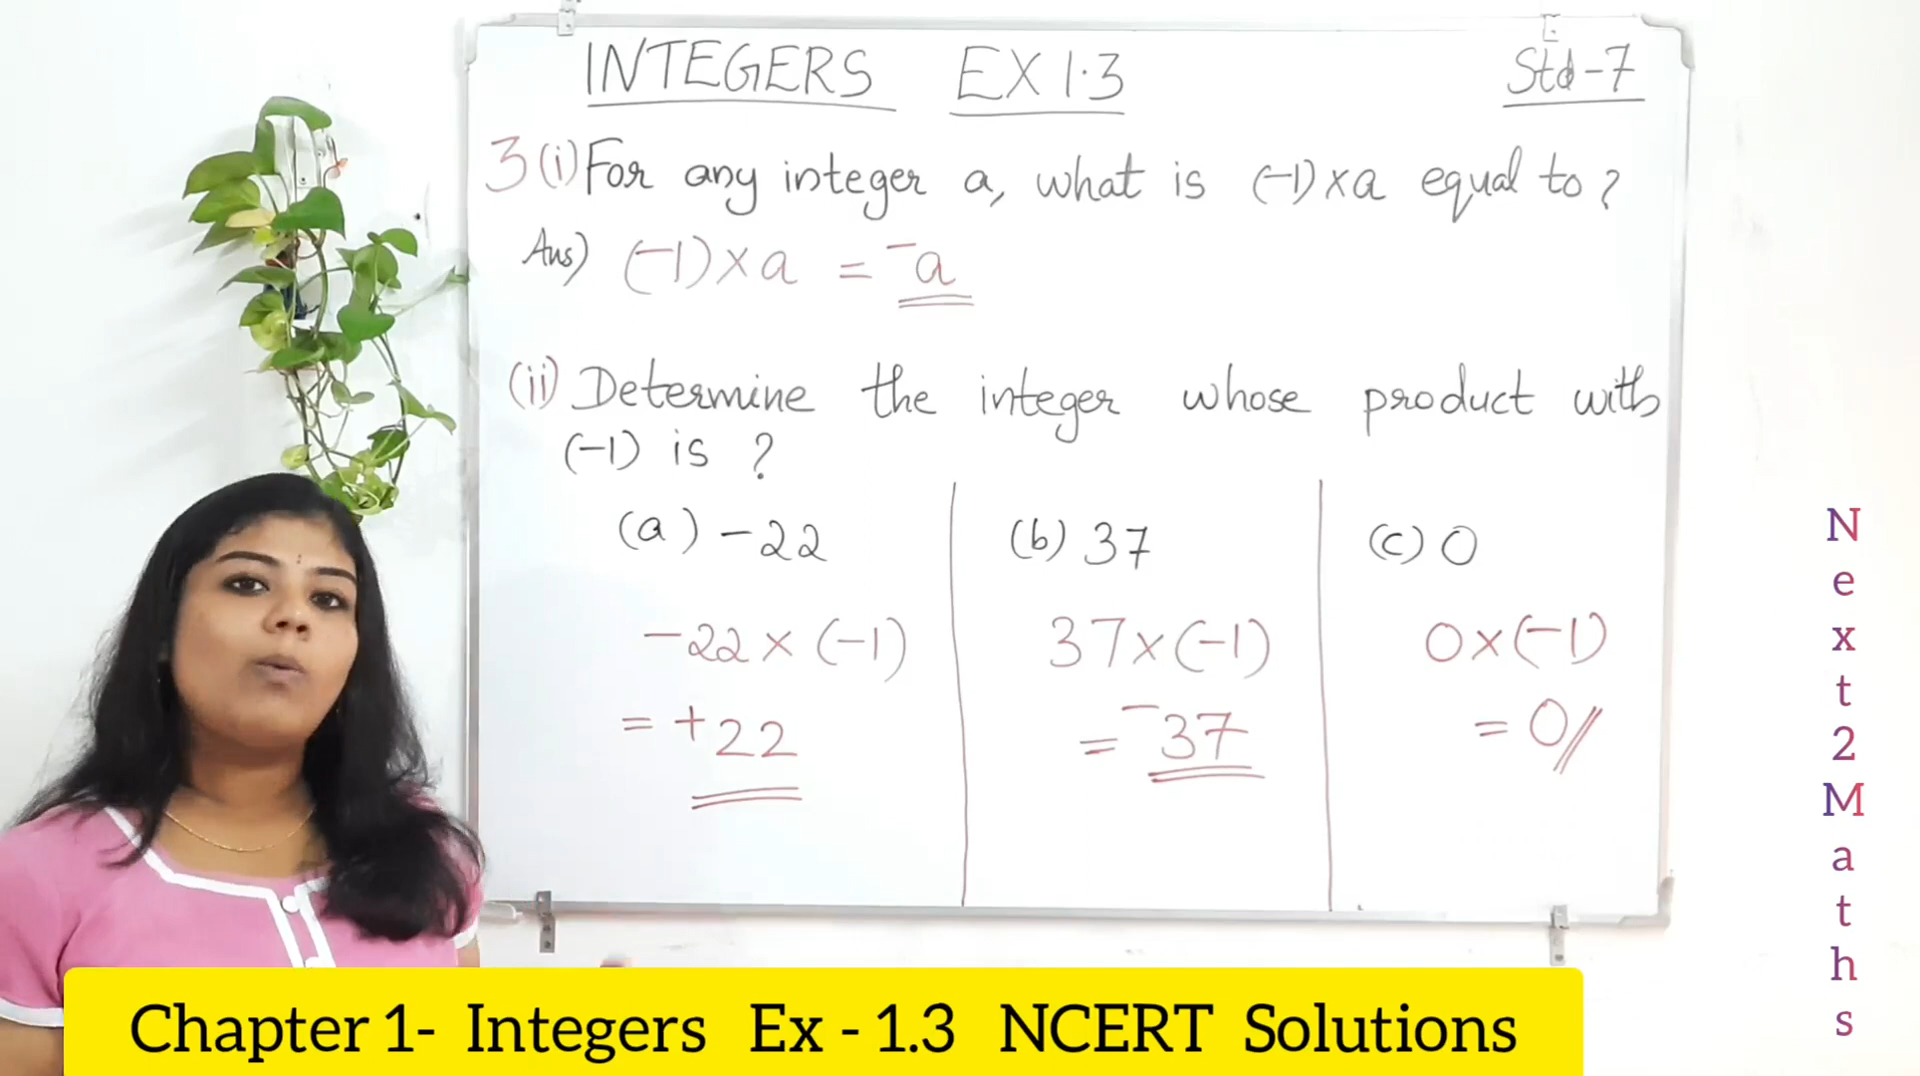 INTEGERS EX 1.3 Std-7
3(i) For any integer a, what is (-1)×a equal to?
Ans) (-1)×a = -a
(ii) Determine the integer whose product with
(-1) is ?
(a) -22 (b) 37 (c) 0
-22×(-1) 37×(-1) 0×(-1)
= +22 = -37 = 0//
Next2Maths
Chapter 1- Integers Ex - 1.3 NCERT Solutions